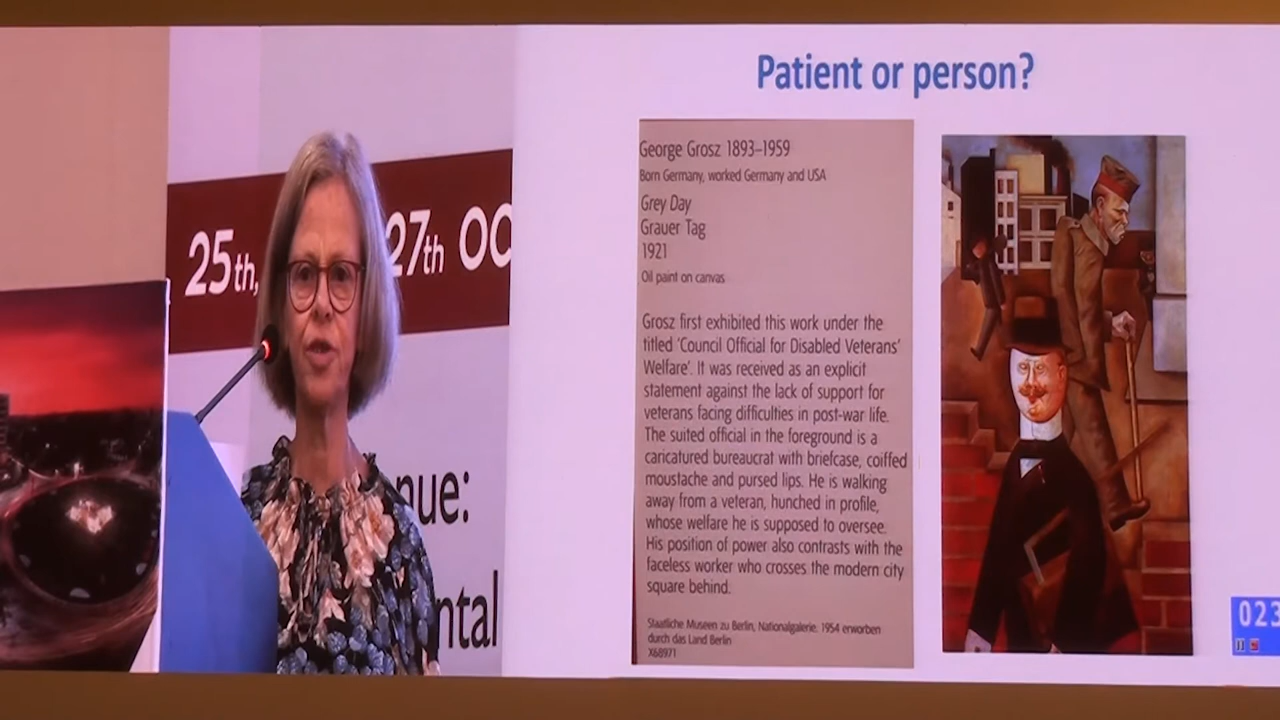 Patient or person?
25th,
27th OC
nue:
ntal
George Grosz 1893–1959
Born Germany, worked Germany and USA
Grey Day
Grauer Tag
1921
Oil paint on canvas
Grosz first exhibited this work under the
titled ‘Council Official for Disabled Veterans’
Welfare’. It was received as an explicit
statement against the lack of support for
veterans facing difficulties in post-war life.
The suited official in the foreground is a
caricatured bureaucrat with briefcase, coiffed
moustache and pursed lips. He is walking
away from a veteran, hunched in profile,
whose welfare he is supposed to oversee.
His position of power also contrasts with the
faceless worker who crosses the modern city
square behind.
Staatliche Museen zu Berlin, Nationalgalerie. 1954 erworben
durch das Land Berlin
X68971
023